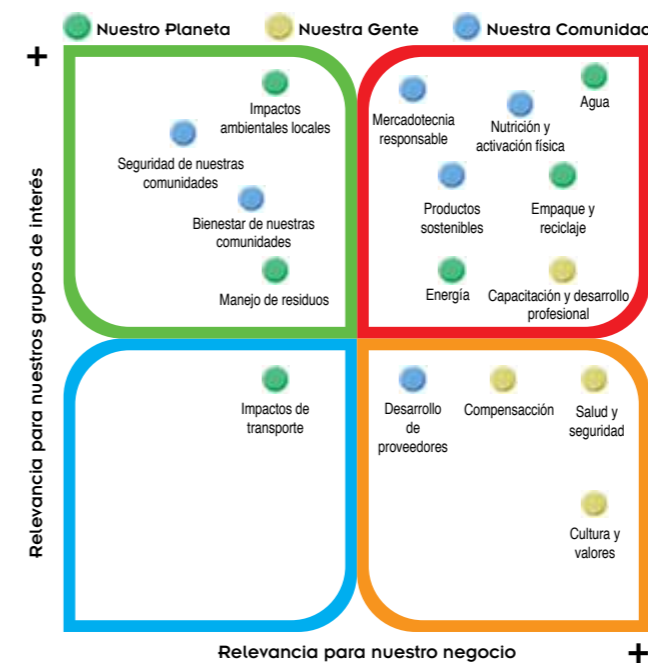 Nuestro Planeta
Nuestra Gente
Nuestra Comunidad
+
Relevancia para nuestros grupos de interés
Impactos
ambientales locales
Seguridad de nuestras
comunidades
Bienestar de nuestras
comunidades
Manejo de residuos
Mercadotecnia
responsable
Nutrición y
activación física
Agua
Productos
sostenibles
Empaque y
reciclaje
Energía
Capacitación y desarrollo
profesional
Impactos de
transporte
Desarrollo
de
proveedores
Compensacción
Salud y
seguridad
Cultura y
valores
Relevancia para nuestro negocio
+